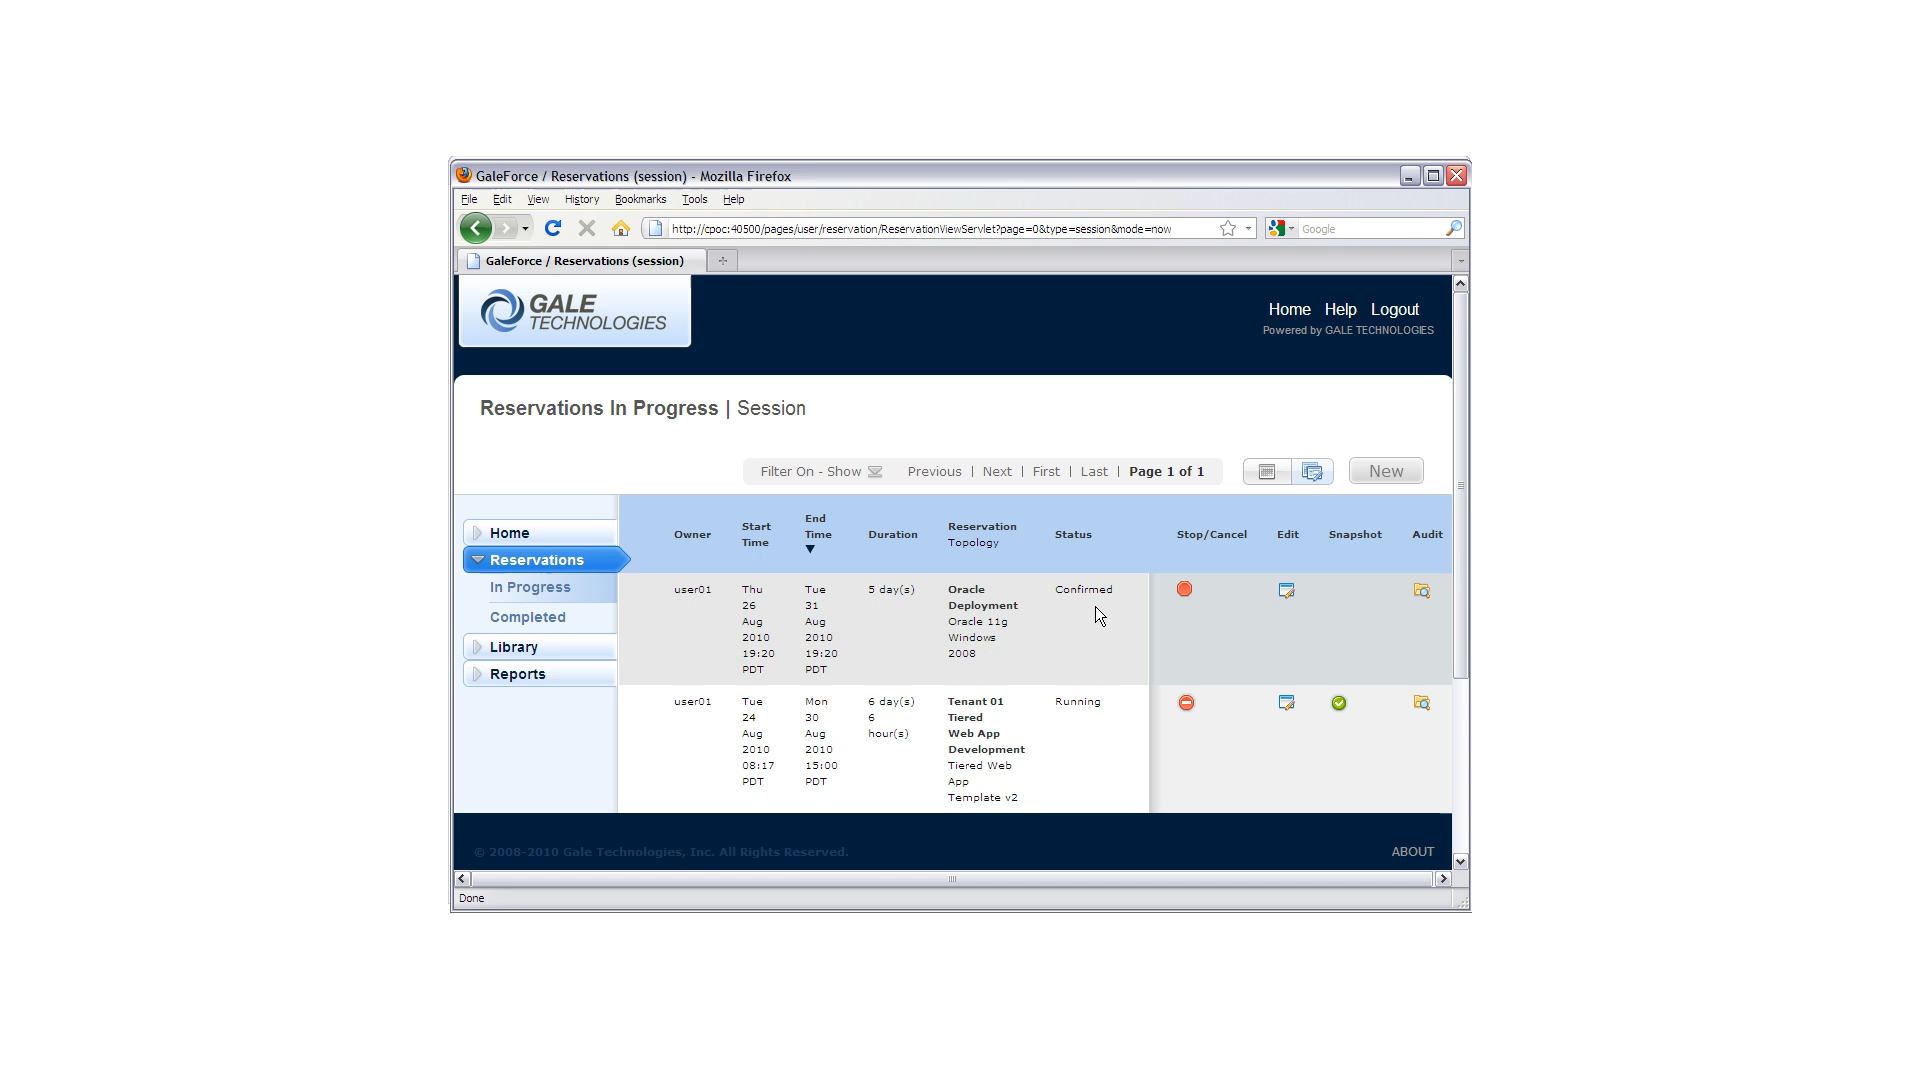 GaleForce / Reservations (session) - Mozilla Firefox
File Edit View History Bookmarks Tools Help
http://cpoc:40500/pages/user/reservation/ReservationViewServlet?page=0&type=session&mode=now
Google
GaleForce / Reservations (session)
GALE
TECHNOLOGIES
Home Help Logout
Powered by GALE TECHNOLOGIES
Reservations In Progress | Session
Filter On - Show Previous | Next | First | Last | Page 1 of 1 New
Home
Reservations
In Progress
Completed
Library
Reports
Owner Start Time End Time Duration Reservation Topology Status Stop/Cancel Edit Snapshot Audit
user01 Thu Tue 5 day(s) Oracle Confirmed
26 31 Deployment
Aug Aug Oracle 11g
2010 2010 Windows
19:20 19:20 2008
PDT PDT
user01 Tue Mon 6 day(s) Tenant 01 Running
24 30 6 Tiered
Aug Aug hour(s) Web App
2010 2010 Development
08:17 15:00 Tiered Web
PDT PDT App
Template v2
© 2008-2010 Gale Technologies, Inc. All Rights Reserved.
ABOUT
Done